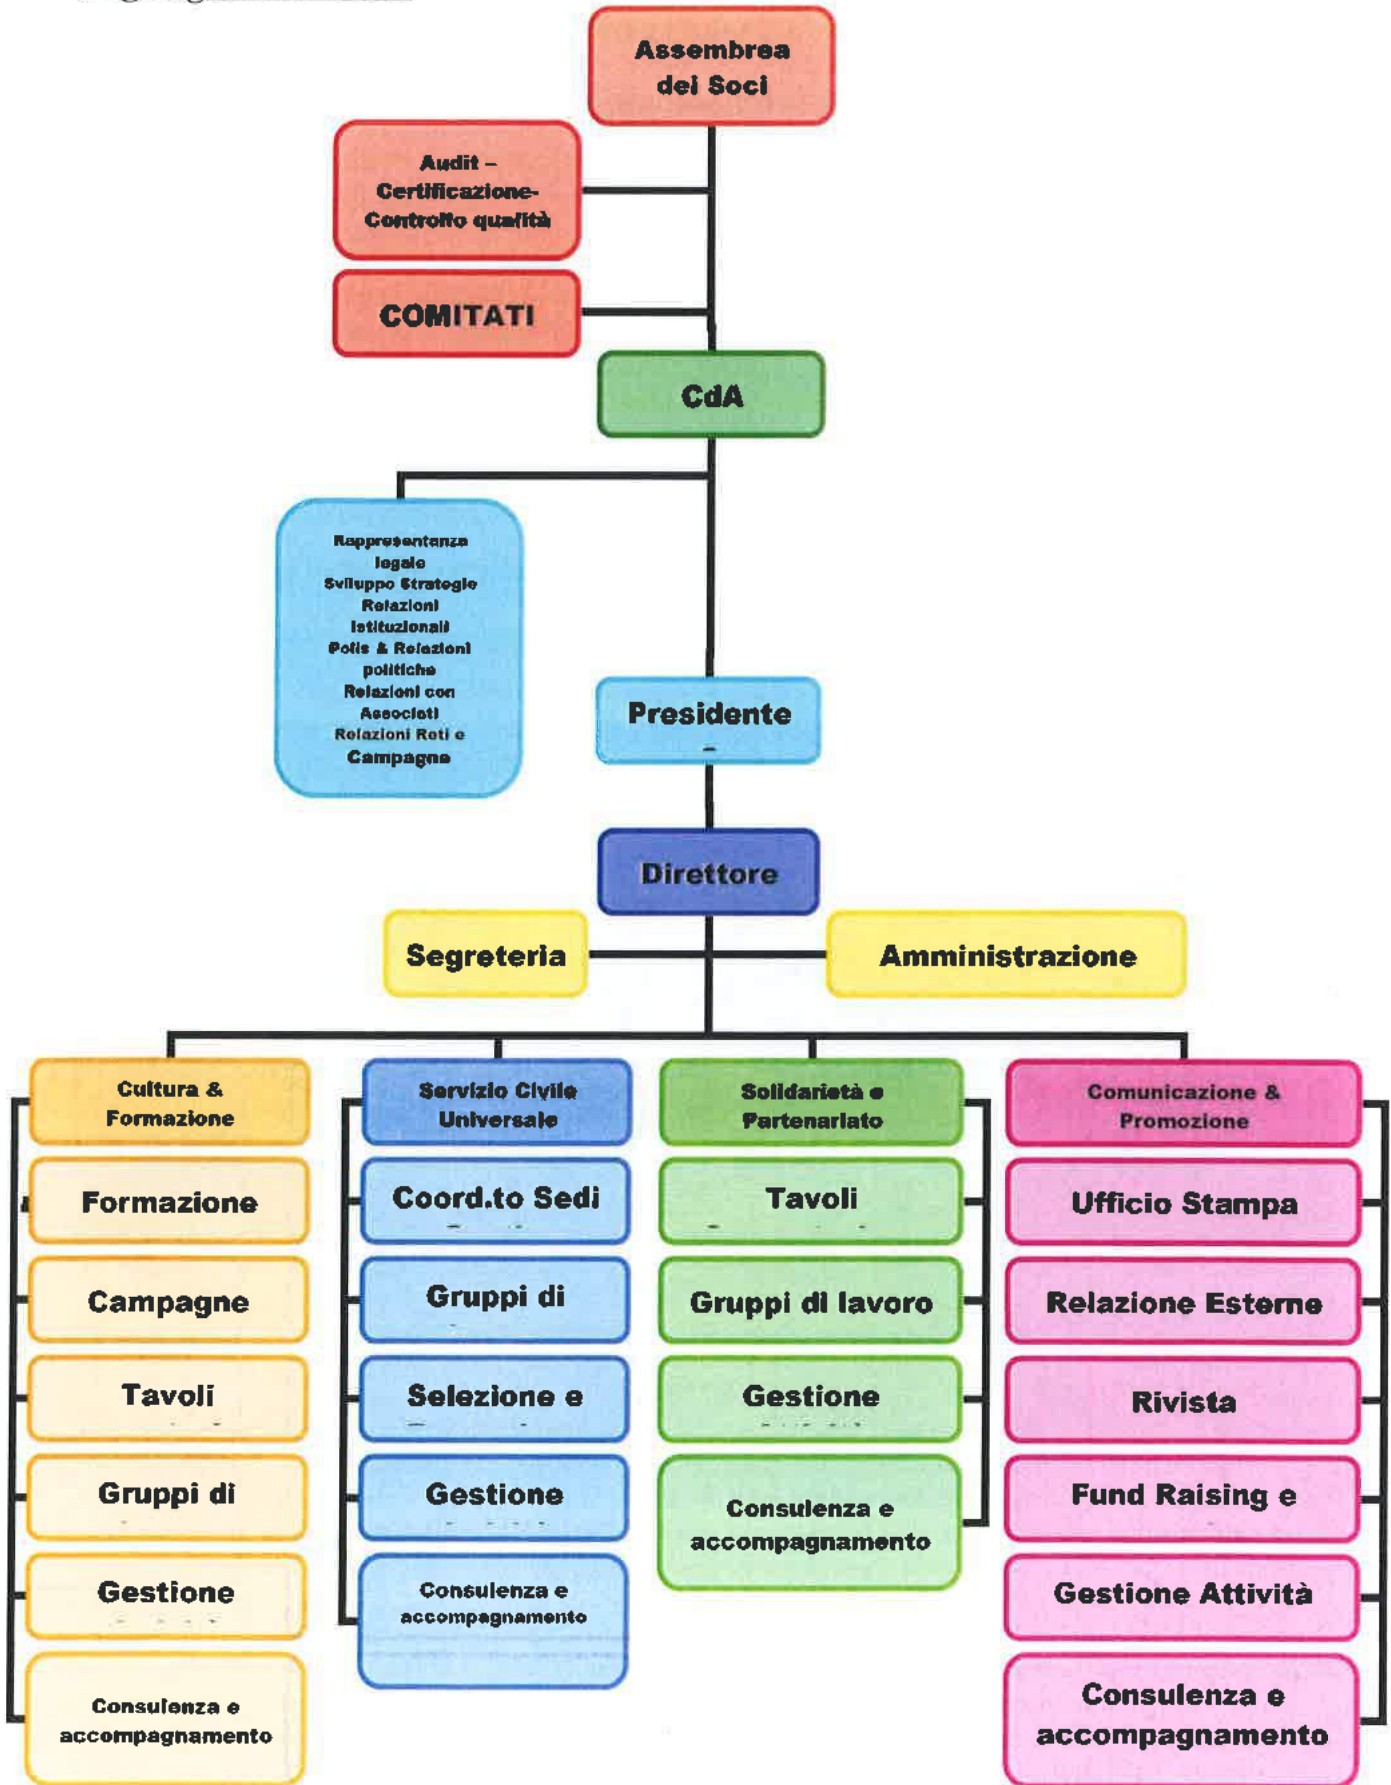 Assembrea
dei Soci
Audit –
Certificazione-
Controllo qualità
COMITATI
CdA
Rappresentanza
legale
Sviluppo Strategie
Relazioni
Istituzionali
Polis & Relazioni
politiche
Relazioni con
Associati
Relazioni Reti e
Campagne
Presidente
Direttore
Segreteria
Amministrazione
Cultura &
Formazione
Formazione
Campagne
Tavoli
Gruppi di
Gestione
Consulenza e
accompagnamento
Servizio Civile
Universale
Coord.to Sedi
Gruppi di
Selezione e
Gestione
Consulenza e
accompagnamento
Solidarietà e
Partenariato
Tavoli
Gruppi di lavoro
Gestione
Consulenza e
accompagnamento
Comunicazione &
Promozione
Ufficio Stampa
Relazione Esterne
Rivista
Fund Raising e
Gestione Attività
Consulenza e
accompagnamento